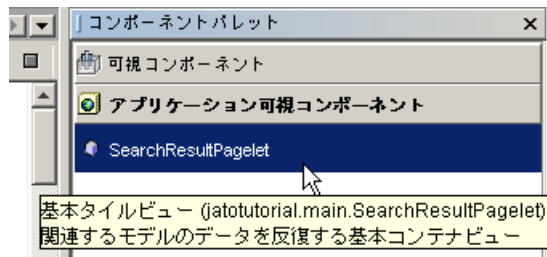 コンポーネントパレット
可視コンポーネント
アプリケーション可視コンポーネント
SearchResultPagelet
基本タイルビュー (jatotutorial.main.SearchResultPagelet)
関連するモデルのデータを反復する基本コンテナビュー